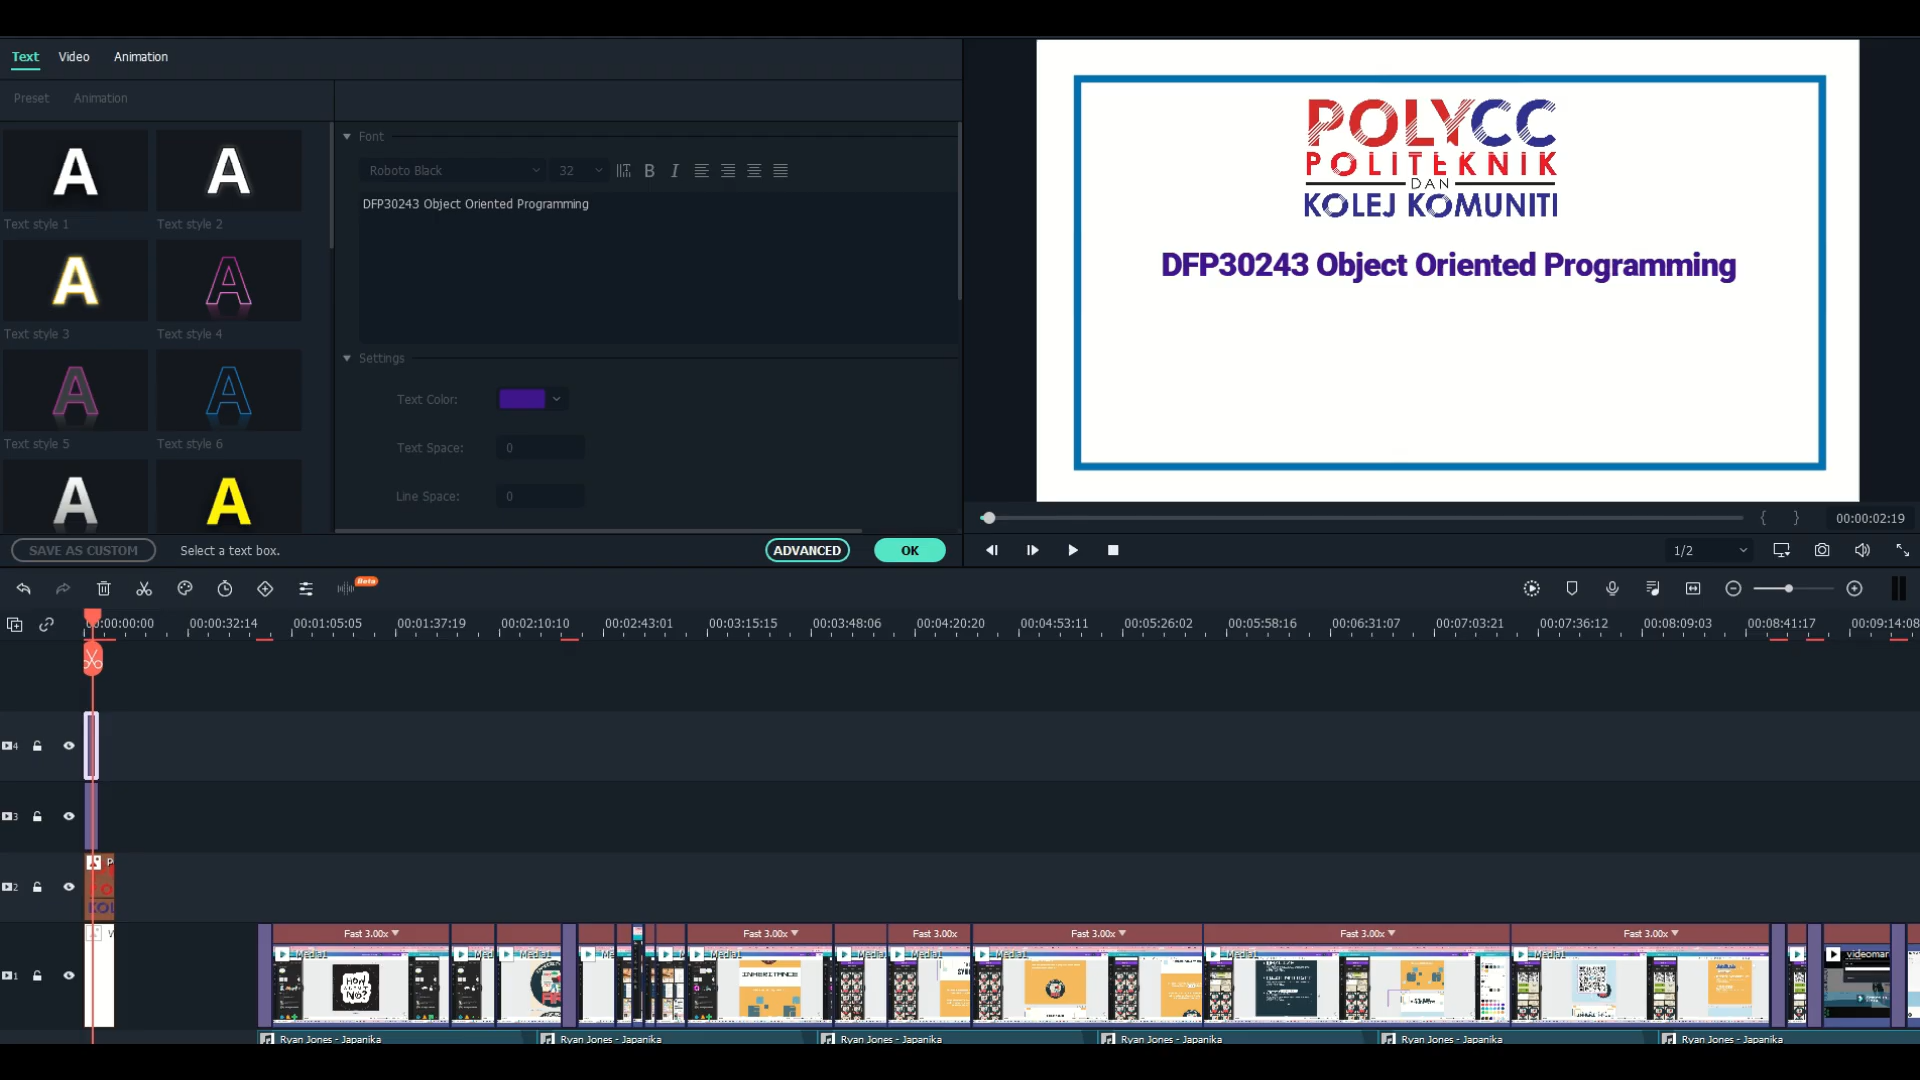 Text Video Animation
Preset Animation
Font
Roboto Black 32 B I
DFP30243 Object Oriented Programming
Text style 1 Text style 2
Text style 3 Text style 4
Text style 5 Text style 6
Settings
Text Color:
Text Space: 0
Line Space: 0
SAVE AS CUSTOM Select a text box. ADVANCED OK
POLYCC
POLITEKNIK
DAN
KOLEJ KOMUNITI
DFP30243 Object Oriented Programming
{ } 00:00:02:19
1/2
Beta
00:00:00:00 00:00:32:14 00:01:05:05 00:01:37:19 00:02:10:10 00:02:43:01 00:03:15:15 00:03:48:06 00:04:20:20 00:04:53:11 00:05:26:02 00:05:58:16 00:06:31:07 00:07:03:21 00:07:36:12 00:08:09:03 00:08:41:17 00:09:14:08
4
3
2
1
Fast 3.00x Fast 3.00x Fast 3.00x Fast 3.00x Fast 3.00x Fast 3.00x
HOW ABOUT NO?
INHERITANCE
videomar
Ryan Jones - Japanika Ryan Jones - Japanika Ryan Jones - Japanika Ryan Jones - Japanika Ryan Jones - Japanika Ryan Jones - Japanika